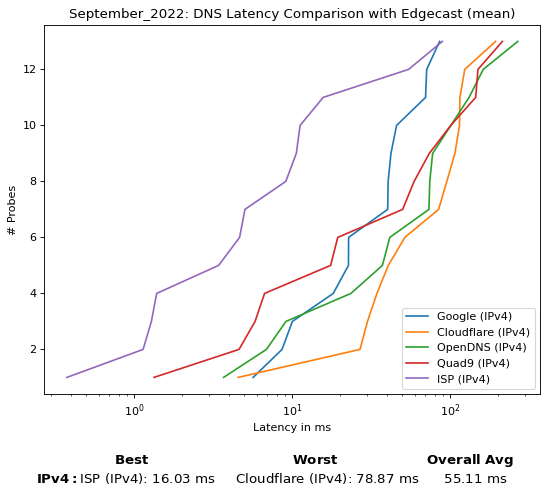 September_2022: DNS Latency Comparison with Edgecast (mean)
# Probes
12
10
8
6
4
2
10⁰ 10¹ 10²
Latency in ms
Google (IPv4)
Cloudflare (IPv4)
OpenDNS (IPv4)
Quad9 (IPv4)
ISP (IPv4)
Best Worst Overall Avg
IPv4: ISP (IPv4): 16.03 ms Cloudflare (IPv4): 78.87 ms 55.11 ms